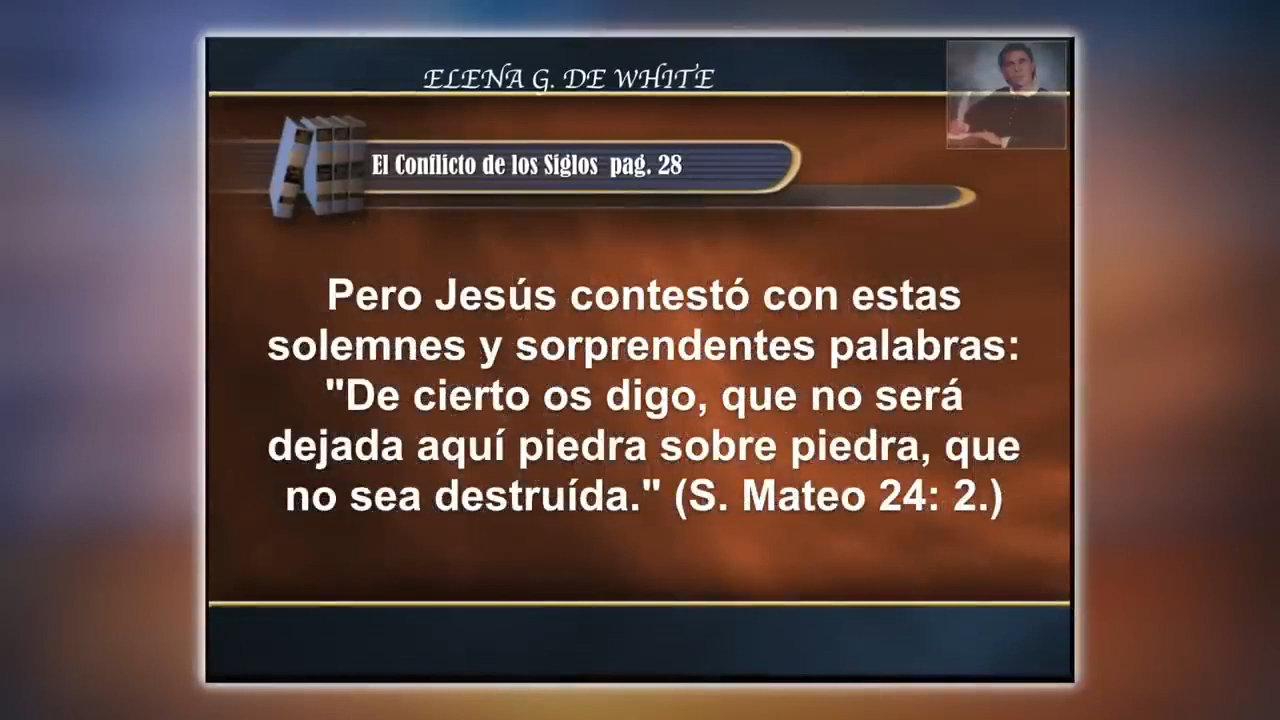 ELENA G. DE WHITE
El Conflicto de los Siglos pag. 28
Pero Jesús contestó con estas
solemnes y sorprendentes palabras:
"De cierto os digo, que no será
dejada aquí piedra sobre piedra, que
no sea destruída." (S. Mateo 24: 2.)